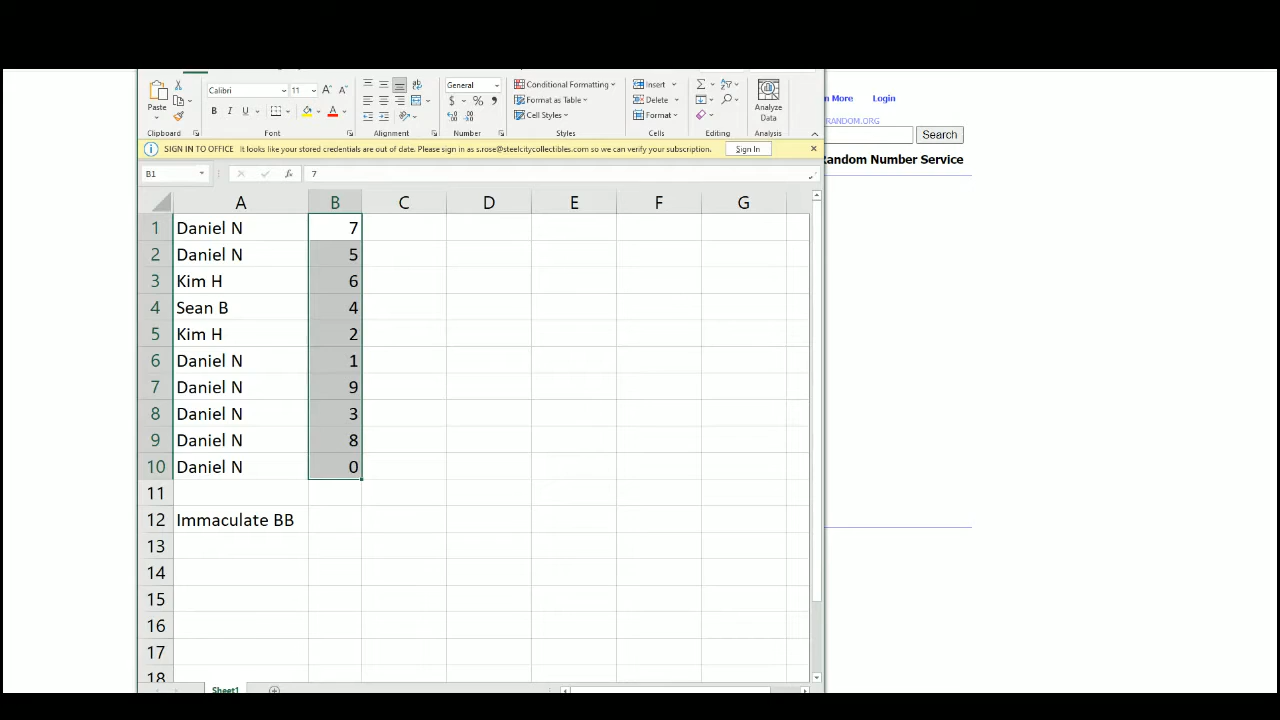 Calibri 11 General Conditional Formatting Insert
Paste B I U $ % Format as Table Delete Analyze Data
Cell Styles Format
Clipboard Font Alignment Number Styles Cells Editing Analysis
SIGN IN TO OFFICE It looks like your stored credentials are out of date. Please sign in as s.rose@steelcitycollectibles.com so we can verify your subscription. Sign In
B1 fx 7
A B C D E F G
1 Daniel N 7
2 Daniel N 5
3 Kim H 6
4 Sean B 4
5 Kim H 2
6 Daniel N 1
7 Daniel N 9
8 Daniel N 3
9 Daniel N 8
10 Daniel N 0
11
12 Immaculate BB
13
14
15
16
17
18
Sheet1
n More Login
RANDOM.ORG
Search
Random Number Service